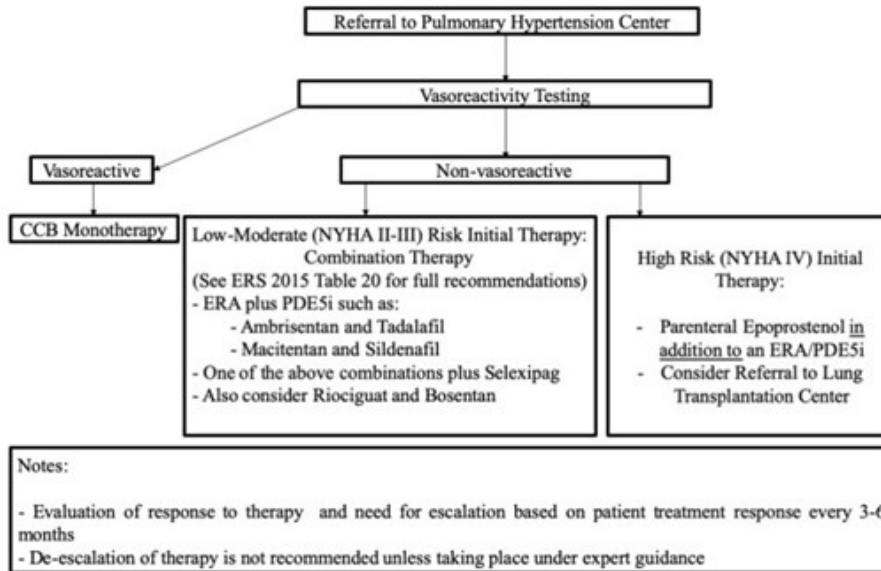 Referral to Pulmonary Hypertension Center
Vasoreactivity Testing
Vasoreactive
Non-vasoreactive
CCB Monotherapy
Low-Moderate (NYHA II-III) Risk Initial Therapy:
Combination Therapy
(See ERS 2015 Table 20 for full recommendations)
- ERA plus PDE5i such as:
- Ambrisentan and Tadalafil
- Macitentan and Sildenafil
- One of the above combinations plus Selexipag
- Also consider Riociguat and Bosentan
High Risk (NYHA IV) Initial
Therapy:
- Parenteral Epoprostenol in
addition to an ERA/PDE5i
- Consider Referral to Lung
Transplantation Center
Notes:
- Evaluation of response to therapy and need for escalation based on patient treatment response every 3-6
months
- De-escalation of therapy is not recommended unless taking place under expert guidance